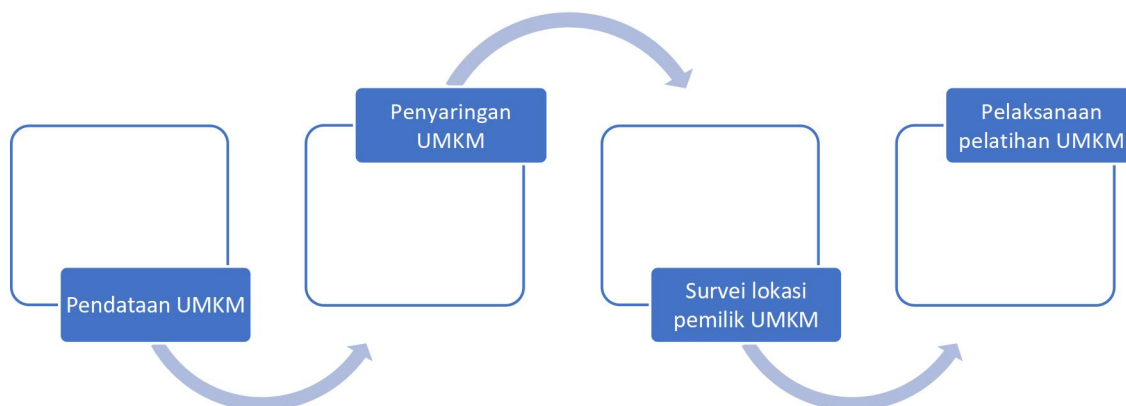 Pendataan UMKM
Penyaringan
UMKM
Survei lokasi
pemilik UMKM
Pelaksanaan
pelatihan UMKM